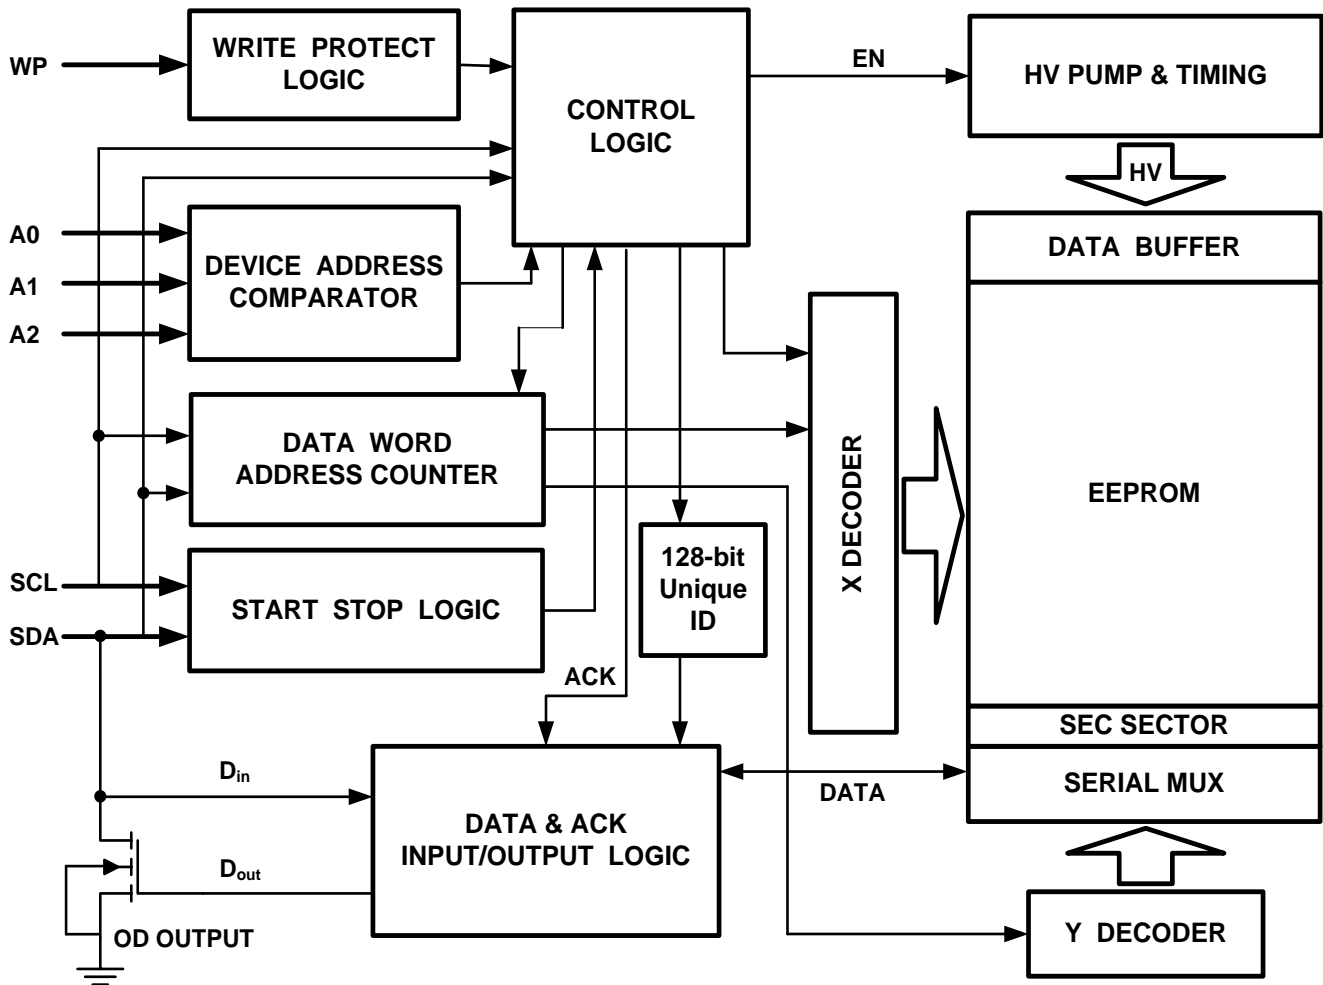 WP
WRITE PROTECT
LOGIC
CONTROL
LOGIC
EN
HV PUMP & TIMING
HV
A0
A1
A2
DEVICE ADDRESS
COMPARATOR
DATA BUFFER
DATA WORD
ADDRESS COUNTER
X DECODER
EEPROM
SCL
SDA
START STOP LOGIC
128-bit
Unique
ID
ACK
SEC SECTOR
SERIAL MUX
Din
DATA
DATA & ACK
INPUT/OUTPUT LOGIC
Dout
OD OUTPUT
Y DECODER